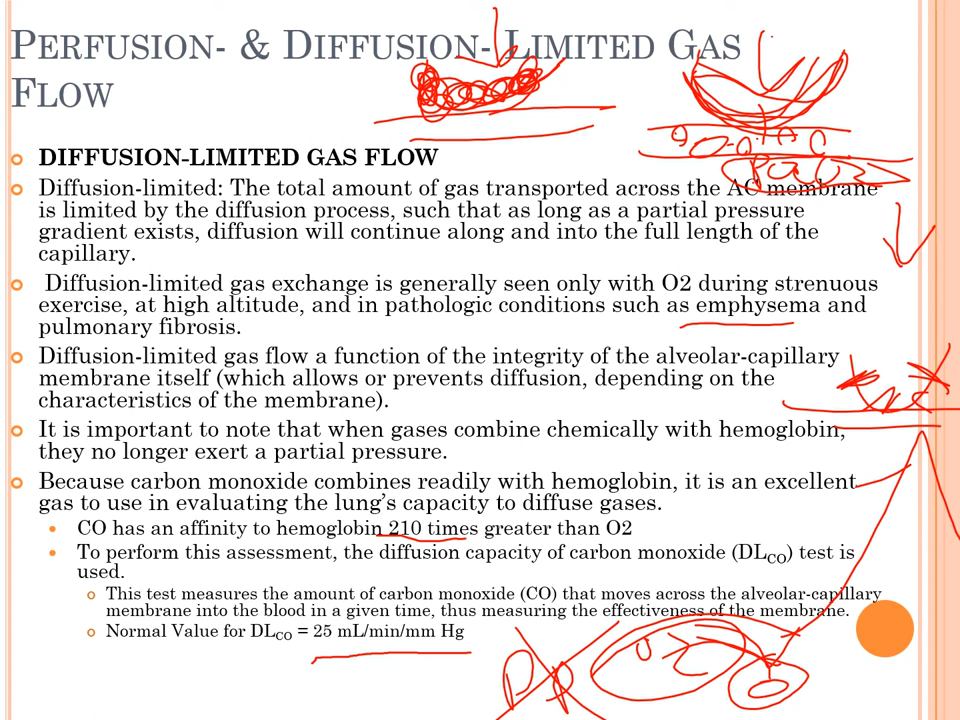 PERFUSION- & DIFFUSION- LIMITED GAS
FLOW
DIFFUSION-LIMITED GAS FLOW
Diffusion-limited: The total amount of gas transported across the AC membrane
is limited by the diffusion process, such that as long as a partial pressure
gradient exists, diffusion will continue along and into the full length of the
capillary.
Diffusion-limited gas exchange is generally seen only with O2 during strenuous
exercise, at high altitude, and in pathologic conditions such as emphysema and
pulmonary fibrosis.
Diffusion-limited gas flow a function of the integrity of the alveolar-capillary
membrane itself (which allows or prevents diffusion, depending on the
characteristics of the membrane).
It is important to note that when gases combine chemically with hemoglobin,
they no longer exert a partial pressure.
Because carbon monoxide combines readily with hemoglobin, it is an excellent
gas to use in evaluating the lung's capacity to diffuse gases.
CO has an affinity to hemoglobin 210 times greater than O2
To perform this assessment, the diffusion capacity of carbon monoxide (DLCO) test is
used.
This test measures the amount of carbon monoxide (CO) that moves across the alveolar-capillary
membrane into the blood in a given time, thus measuring the effectiveness of the membrane.
Normal Value for DLCO = 25 mL/min/mm Hg